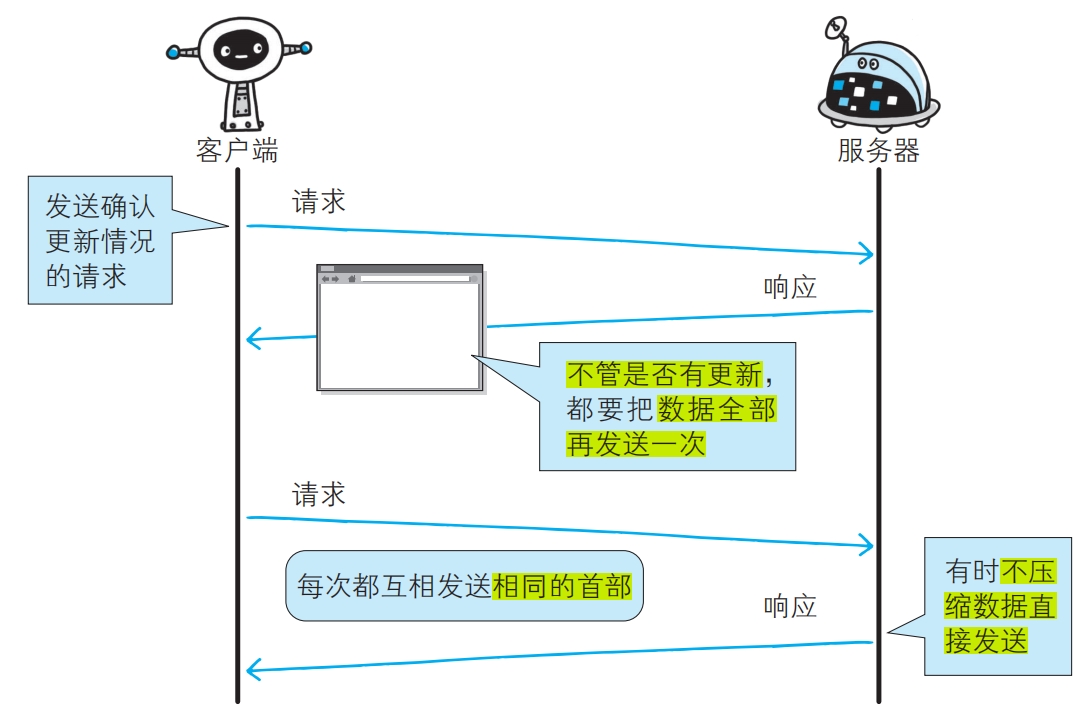 客户端
服务器
发送确认
更新情况
的请求
请求
响应
不管是否有更新，
都要把数据全部
再发送一次
请求
每次都互相发送相同的首部
响应
有时不压
缩数据直
接发送